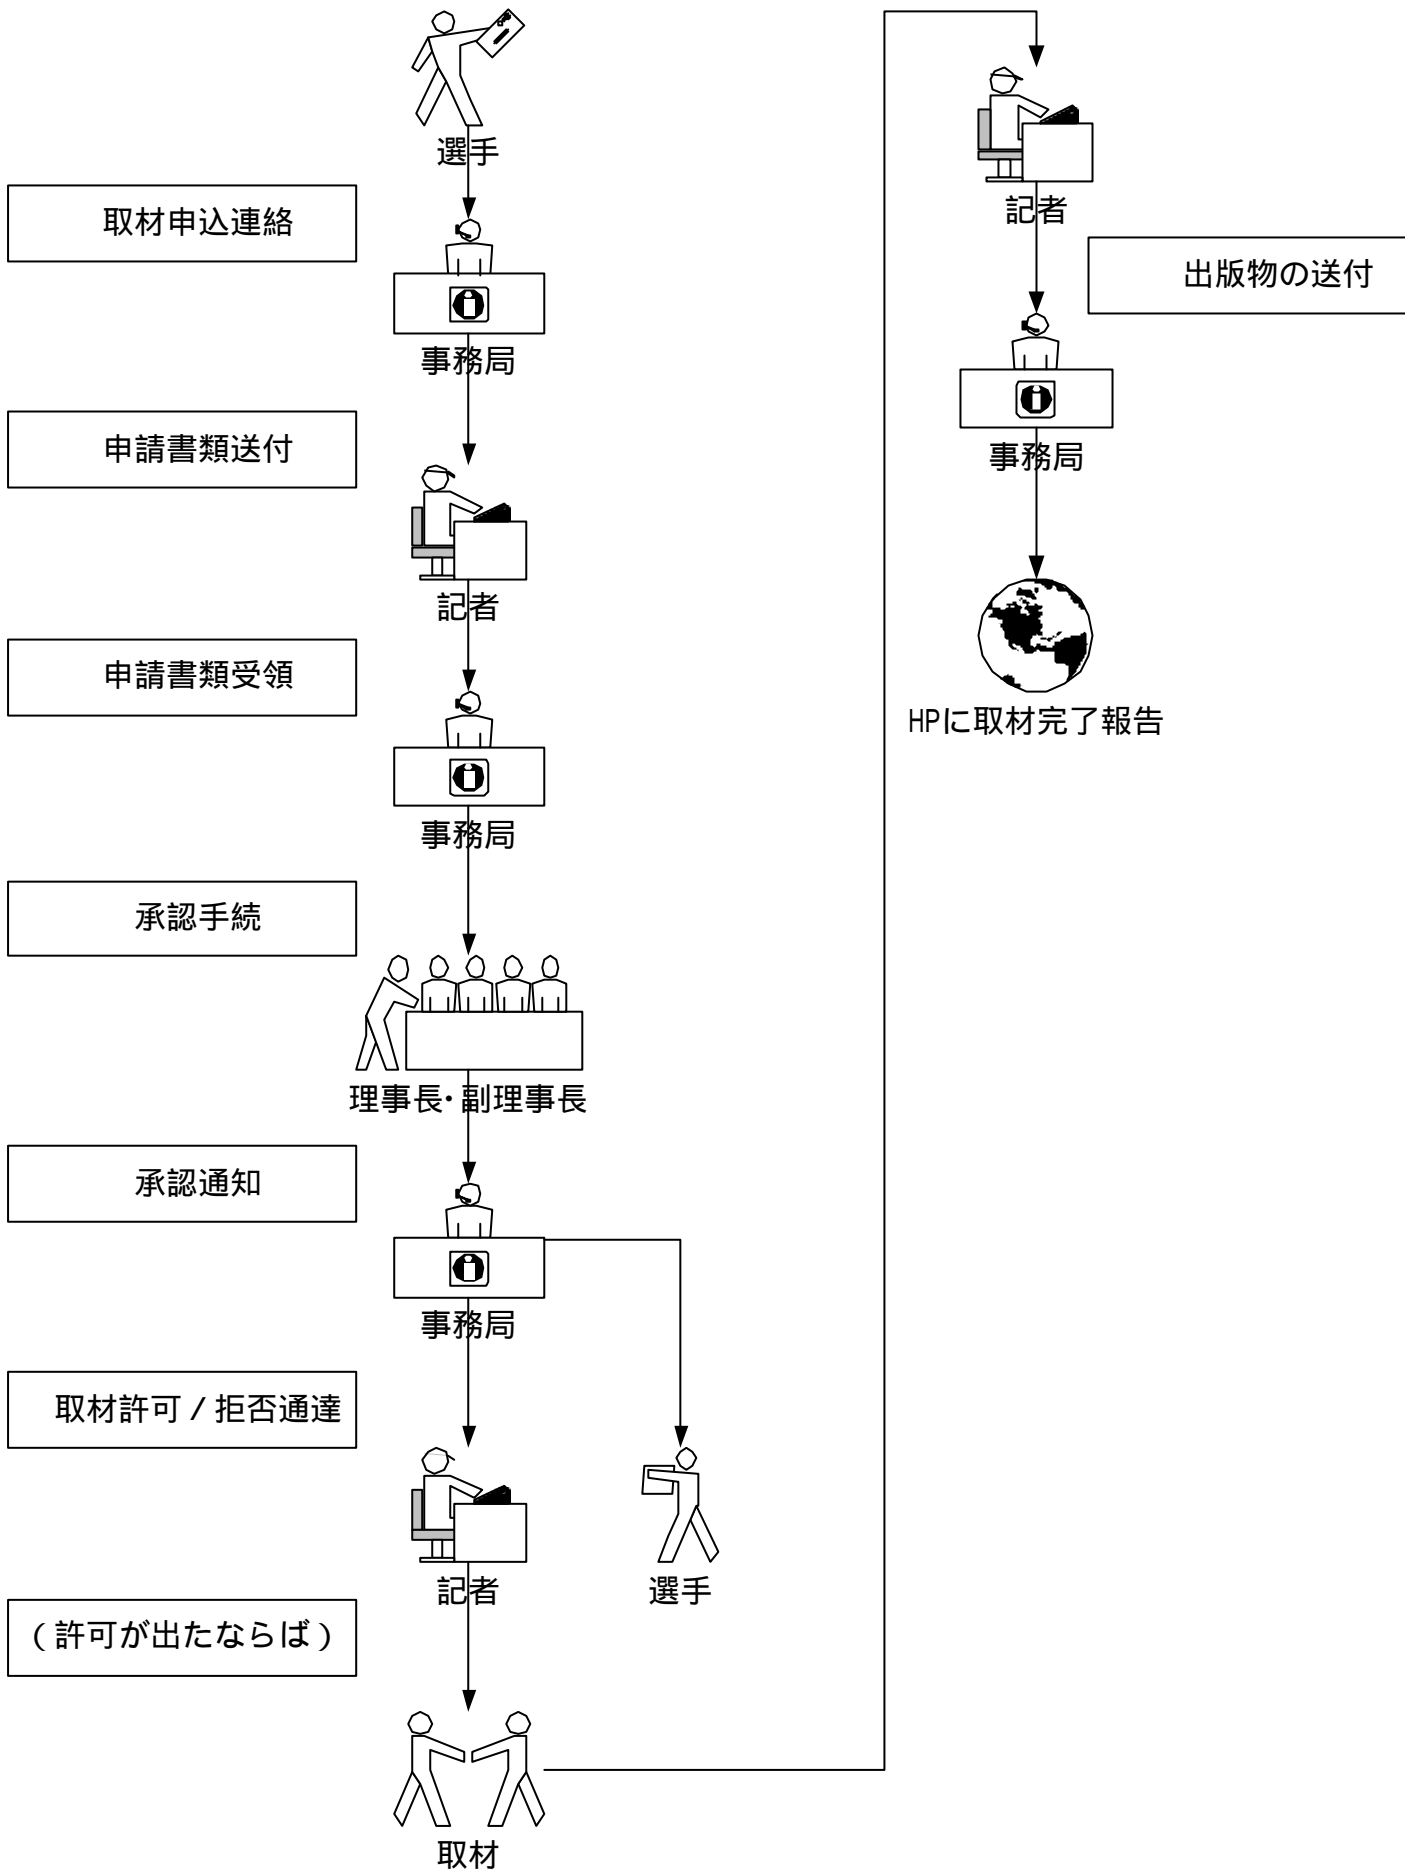 選手
取材申込連絡
事務局
申請書類送付
記者
申請書類受領
事務局
承認手続
理事長・副理事長
承認通知
事務局
取材許可/拒否通達
記者
選手
(許可が出たならば)
取材
記者
出版物の送付
事務局
HPに取材完了報告